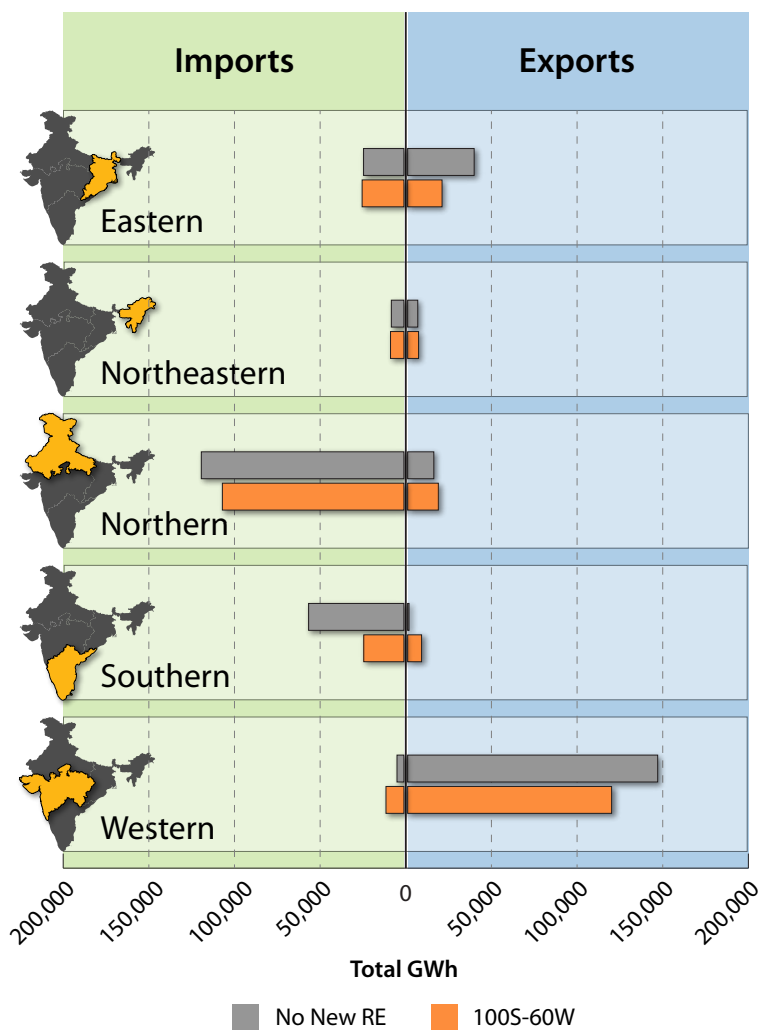 Imports Exports
Eastern
Northeastern
Northern
Southern
Western
200,000 150,000 100,000 50,000 0 50,000 100,000 150,000 200,000
Total GWh
No New RE 100S-60W